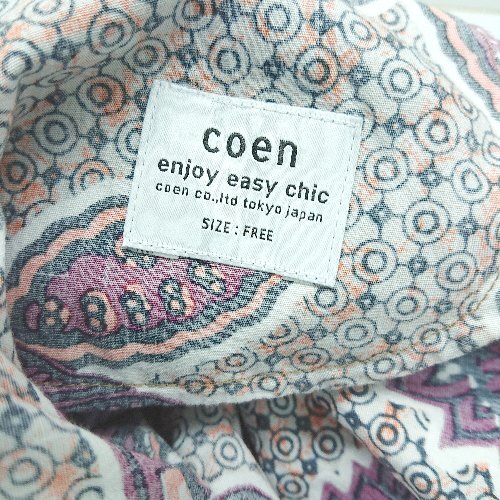 coen
enjoy easy chic
coen co.,ltd tokyo japan
SIZE : FREE